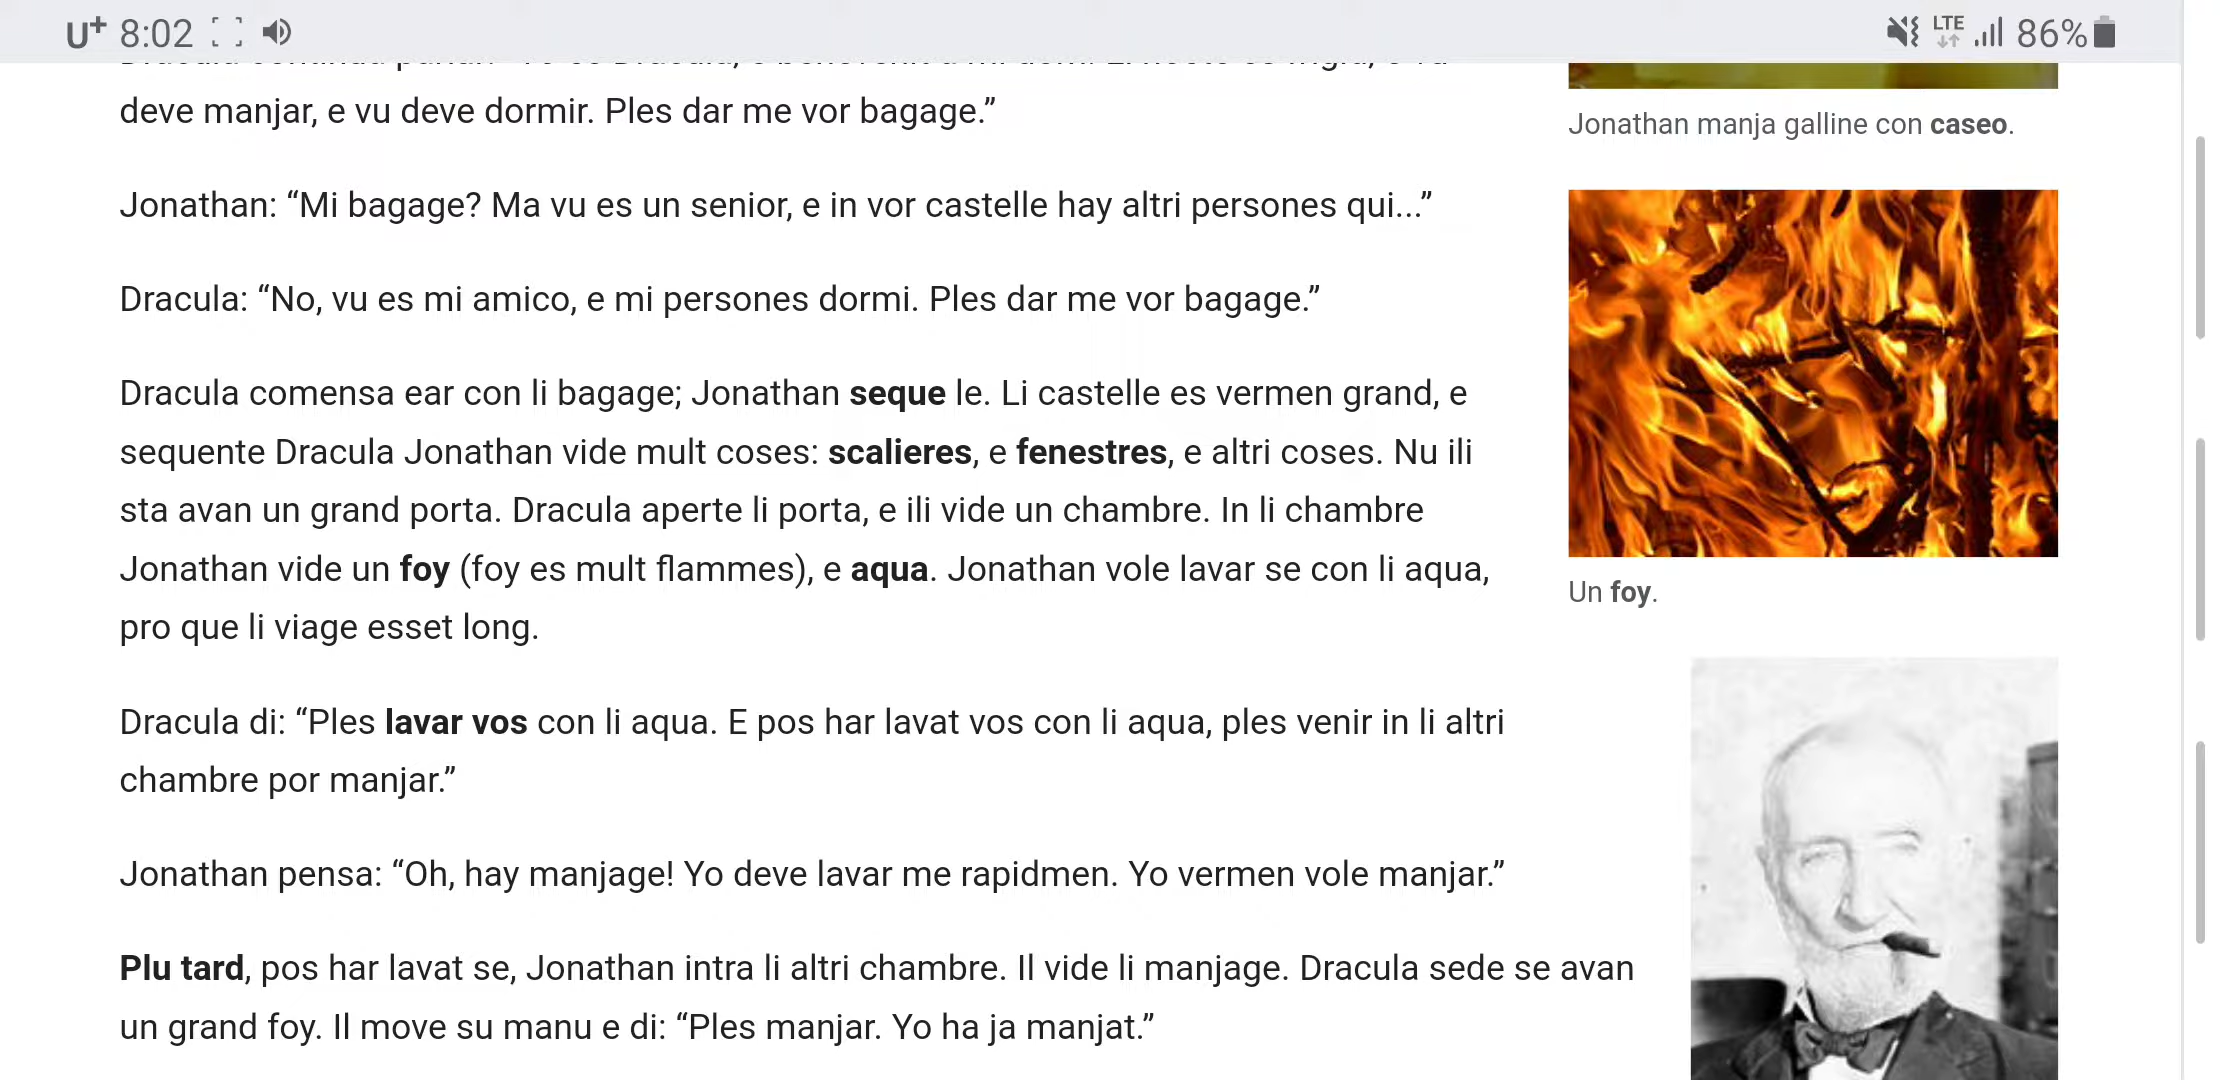 U+ 8:02
LTE 86%
deve manjar, e vu deve dormir. Ples dar me vor bagage.”
Jonathan: “Mi bagage? Ma vu es un senior, e in vor castelle hay altri persones qui...”
Dracula: “No, vu es mi amico, e mi persones dormi. Ples dar me vor bagage.”
Dracula comensa ear con li bagage; Jonathan seque le. Li castelle es vermen grand, e
sequente Dracula Jonathan vide mult coses: scalieres, e fenestres, e altri coses. Nu ili
sta avan un grand porta. Dracula aperte li porta, e ili vide un chambre. In li chambre
Jonathan vide un foy (foy es mult flammes), e aqua. Jonathan vole lavar se con li aqua,
pro que li viage esset long.
Dracula di: “Ples lavar vos con li aqua. E pos har lavat vos con li aqua, ples venir in li altri
chambre por manjar.”
Jonathan pensa: “Oh, hay manjage! Yo deve lavar me rapidmen. Yo vermen vole manjar.”
Plu tard, pos har lavat se, Jonathan intra li altri chambre. Il vide li manjage. Dracula sede se avan
un grand foy. Il move su manu e di: “Ples manjar. Yo ha ja manjat.”
Jonathan manja galline con caseo.
Un foy.